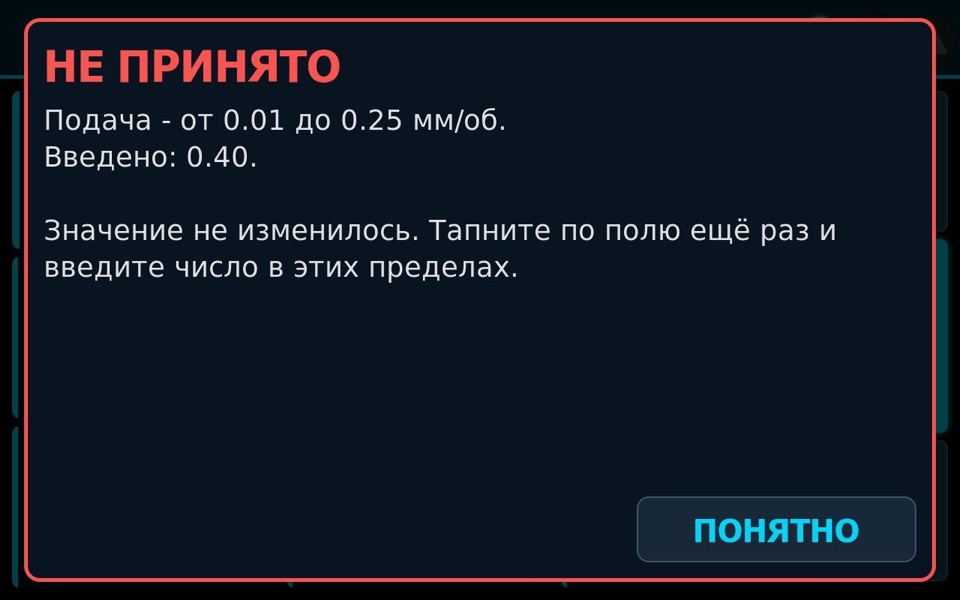 НЕ ПРИНЯТО
Подача - от 0.01 до 0.25 мм/об.
Введено: 0.40.
Значение не изменилось. Тапните по полю ещё раз и
введите число в этих пределах.
ПОНЯТНО